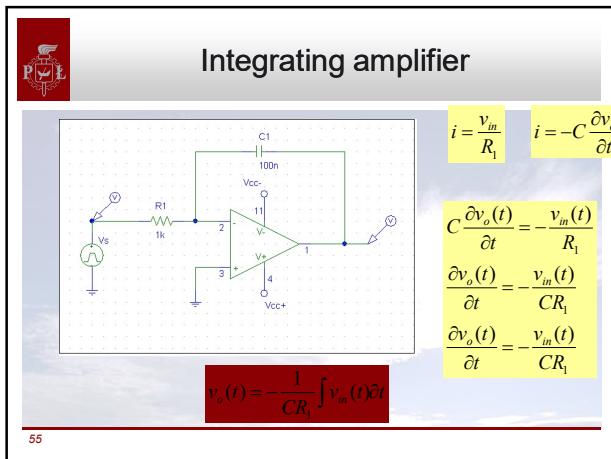 P Ł
Integrating amplifier
i = v_in / R_1    i = -C ∂v_o / ∂t
C1
100n
Vcc-
R1
1k
11
2
-
V-
V+
1
3
+
4
Vcc+
V
V
Vs
C ∂v_o(t) / ∂t = - v_in(t) / R_1
∂v_o(t) / ∂t = - v_in(t) / CR_1
∂v_o(t) / ∂t = - v_in(t) / CR_1
v_o(t) = - 1 / CR_1 ∫ v_in(t)∂t
55